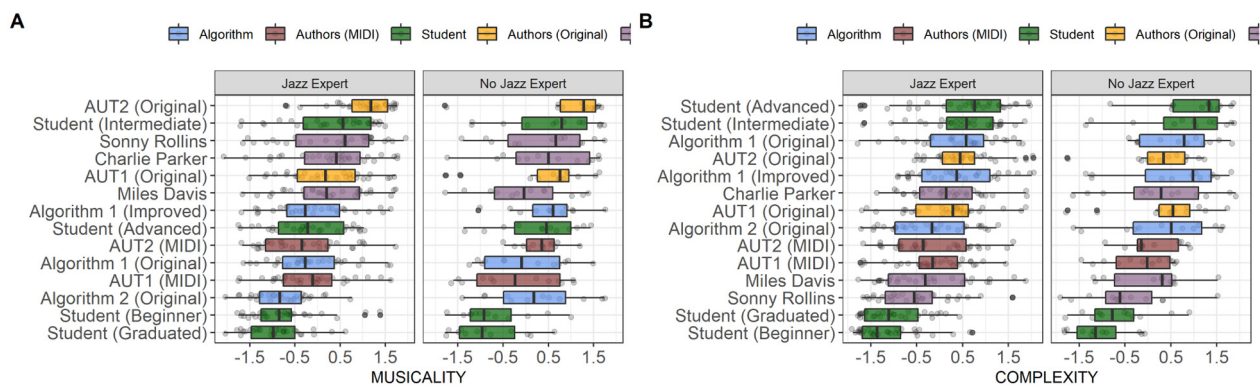 A
Algorithm Authors (MIDI) Student Authors (Original)
Jazz Expert No Jazz Expert
AUT2 (Original)
Student (Intermediate)
Sonny Rollins
Charlie Parker
AUT1 (Original)
Miles Davis
Algorithm 1 (Improved)
Student (Advanced)
AUT2 (MIDI)
Algorithm 1 (Original)
AUT1 (MIDI)
Algorithm 2 (Original)
Student (Beginner)
Student (Graduated)
-1.5 -0.5 0.5 1.5 -1.5 -0.5 0.5 1.5
MUSICALITY
B
Algorithm Authors (MIDI) Student Authors (Original)
Jazz Expert No Jazz Expert
Student (Advanced)
Student (Intermediate)
Algorithm 1 (Original)
AUT2 (Original)
Algorithm 1 (Improved)
Charlie Parker
AUT1 (Original)
Algorithm 2 (Original)
AUT2 (MIDI)
AUT1 (MIDI)
Miles Davis
Sonny Rollins
Student (Graduated)
Student (Beginner)
-1.5 -0.5 0.5 1.5 -1.5 -0.5 0.5 1.5
COMPLEXITY